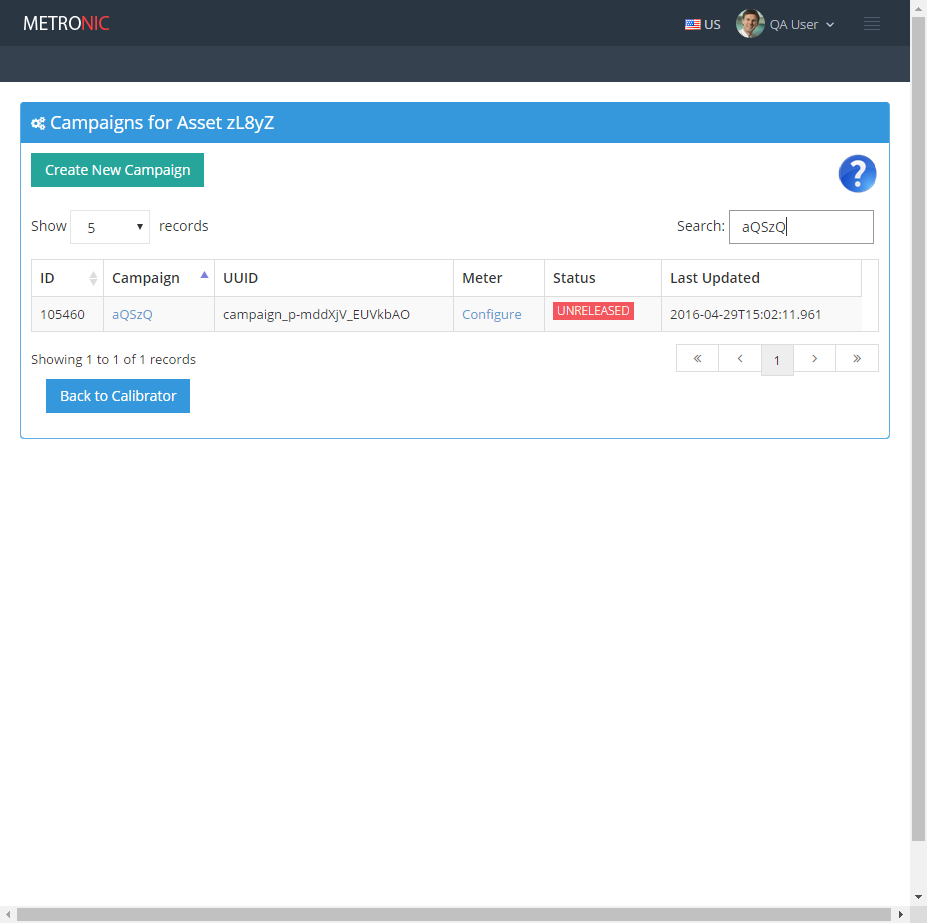 METRONIC
US QA User
Campaigns for Asset zL8yZ
Create New Campaign
?
Show 5 records Search: aQSzQ
ID Campaign UUID Meter Status Last Updated
105460 aQSzQ campaign_p-mddXjV_EUVkbAO Configure UNRELEASED 2016-04-29T15:02:11.961
Showing 1 to 1 of 1 records « ‹ 1 › »
Back to Calibrator